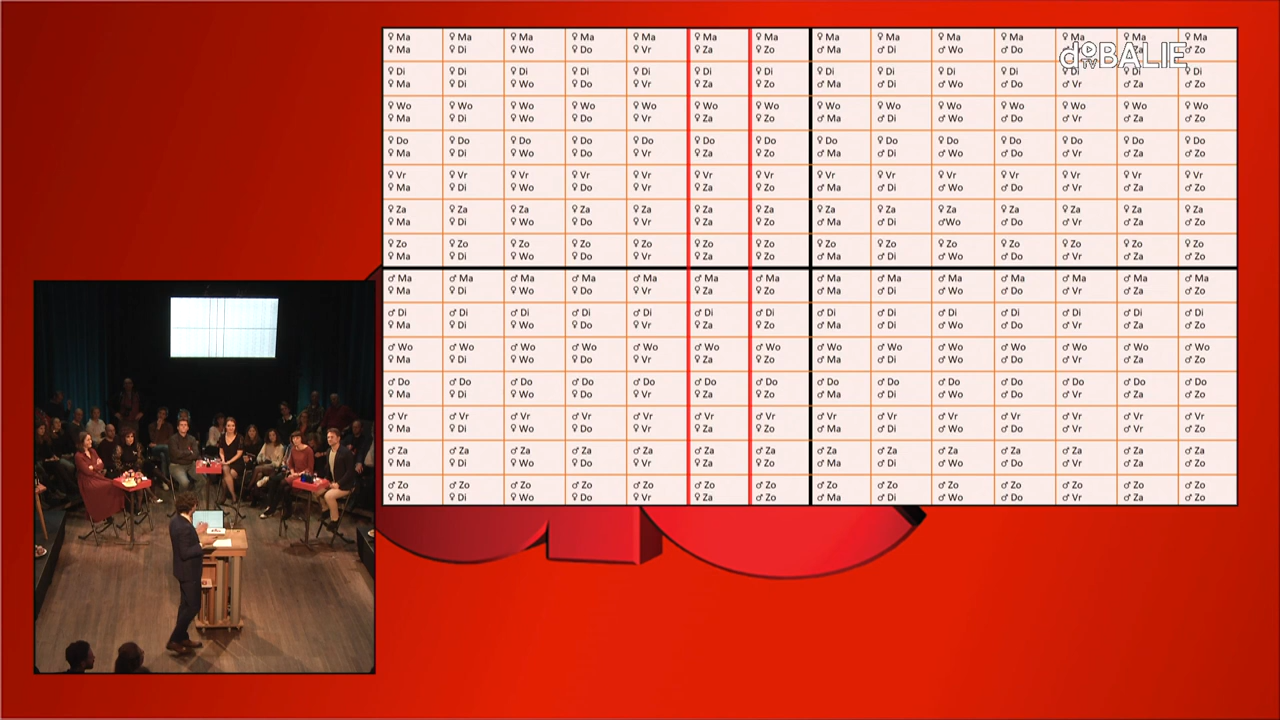 ♀ Ma ♀ Ma ♀ Ma ♀ Ma ♀ Ma ♀ Ma ♀ Ma ♀ Ma ♀ Ma ♀ Ma ♀ Ma ♀ Ma ♀ Ma ♀ Ma
♀ Ma ♀ Di ♀ Wo ♀ Do ♀ Vr ♀ Za ♀ Zo ♂ Ma ♂ Di ♂ Wo ♂ Do ♂ Zo
doBALIE
TV
♀ Di ♀ Di ♀ Di ♀ Di ♀ Di ♀ Di ♀ Di ♀ Di ♀ Di ♀ Di ♀ Di ♀ Di ♀ Di ♀ Di
♀ Ma ♀ Di ♀ Wo ♀ Do ♀ Vr ♀ Za ♀ Zo ♂ Ma ♂ Di ♂ Wo ♂ Do ♂ Vr ♂ Za ♂ Zo
♀ Wo ♀ Wo ♀ Wo ♀ Wo ♀ Wo ♀ Wo ♀ Wo ♀ Wo ♀ Wo ♀ Wo ♀ Wo ♀ Wo ♀ Wo ♀ Wo
♀ Ma ♀ Di ♀ Wo ♀ Do ♀ Vr ♀ Za ♀ Zo ♂ Ma ♂ Di ♂ Wo ♂ Do ♂ Vr ♂ Za ♂ Zo
♀ Do ♀ Do ♀ Do ♀ Do ♀ Do ♀ Do ♀ Do ♀ Do ♀ Do ♀ Do ♀ Do ♀ Do ♀ Do ♀ Do
♀ Ma ♀ Di ♀ Wo ♀ Do ♀ Vr ♀ Za ♀ Zo ♂ Ma ♂ Di ♂ Wo ♂ Do ♂ Vr ♂ Za ♂ Zo
♀ Vr ♀ Vr ♀ Vr ♀ Vr ♀ Vr ♀ Vr ♀ Vr ♀ Vr ♀ Vr ♀ Vr ♀ Vr ♀ Vr ♀ Vr ♀ Vr
♀ Ma ♀ Di ♀ Wo ♀ Do ♀ Vr ♀ Za ♀ Zo ♂ Ma ♂ Di ♂ Wo ♂ Do ♂ Vr ♂ Za ♂ Zo
♀ Za ♀ Za ♀ Za ♀ Za ♀ Za ♀ Za ♀ Za ♀ Za ♀ Za ♀ Za ♀ Za ♀ Za ♀ Za ♀ Za
♀ Ma ♀ Di ♀ Wo ♀ Do ♀ Vr ♀ Za ♀ Zo ♂ Ma ♂ Di ♂Wo ♂ Do ♂ Vr ♂ Za ♂ Zo
♀ Zo ♀ Zo ♀ Zo ♀ Zo ♀ Zo ♀ Zo ♀ Zo ♀ Zo ♀ Zo ♀ Zo ♀ Zo ♀ Zo ♀ Zo ♀ Zo
♀ Ma ♀ Di ♀ Wo ♀ Do ♀ Vr ♀ Za ♀ Zo ♂ Ma ♂ Di ♂ Wo ♂ Do ♂ Vr ♂ Za ♂ Zo
♂ Ma ♂ Ma ♂ Ma ♂ Ma ♂ Ma ♂ Ma ♂ Ma ♂ Ma ♂ Ma ♂ Ma ♂ Ma ♂ Ma ♂ Ma ♂ Ma
♀ Ma ♀ Di ♀ Wo ♀ Do ♀ Vr ♀ Za ♀ Zo ♂ Ma ♂ Di ♂ Wo ♂ Do ♂ Vr ♂ Za ♂ Zo
♂ Di ♂ Di ♂ Di ♂ Di ♂ Di ♂ Di ♂ Di ♂ Di ♂ Di ♂ Di ♂ Di ♂ Di ♂ Di ♂ Di
♀ Ma ♀ Di ♀ Wo ♀ Do ♀ Vr ♀ Za ♀ Zo ♂ Ma ♂ Di ♂ Wo ♂ Do ♂ Vr ♂ Za ♂ Zo
♂ Wo ♂ Wo ♂ Wo ♂ Wo ♂ Wo ♂ Wo ♂ Wo ♂ Wo ♂ Wo ♂ Wo ♂ Wo ♂ Wo ♂ Wo ♂ Wo
♀ Ma ♀ Di ♀ Wo ♀ Do ♀ Vr ♀ Za ♀ Zo ♂ Ma ♂ Di ♂ Wo ♂ Do ♂ Vr ♂ Za ♂ Zo
♂ Do ♂ Do ♂ Do ♂ Do ♂ Do ♂ Do ♂ Do ♂ Do ♂ Do ♂ Do ♂ Do ♂ Do ♂ Do ♂ Do
♀ Ma ♀ Di ♀ Wo ♀ Do ♀ Vr ♀ Za ♀ Zo ♂ Ma ♂ Di ♂ Wo ♂ Do ♂ Vr ♂ Za ♂ Zo
♂ Vr ♂ Vr ♂ Vr ♂ Vr ♂ Vr ♂ Vr ♂ Vr ♂ Vr ♂ Vr ♂ Vr ♂ Vr ♂ Vr ♂ Vr ♂ Vr
♀ Ma ♀ Di ♀ Wo ♀ Do ♀ Vr ♀ Za ♀ Zo ♂ Ma ♂ Di ♂ Wo ♂ Do ♂ Vr ♂ Vr ♂ Zo
♂ Za ♂ Za ♂ Za ♂ Za ♂ Za ♂ Za ♂ Za ♂ Za ♂ Za ♂ Za ♂ Za ♂ Za ♂ Za ♂ Za
♀ Ma ♀ Di ♀ Wo ♀ Do ♀ Vr ♀ Za ♀ Zo ♂ Ma ♂ Di ♂ Wo ♂ Do ♂ Vr ♂ Za ♂ Zo
♂ Zo ♂ Zo ♂ Zo ♂ Zo ♂ Zo ♂ Zo ♂ Zo ♂ Zo ♂ Zo ♂ Zo ♂ Zo ♂ Zo ♂ Zo ♂ Zo
♀ Ma ♀ Di ♀ Wo ♀ Do ♀ Vr ♀ Za ♀ Zo ♂ Ma ♂ Di ♂ Wo ♂ Do ♂ Vr ♂ Za ♂ Zo